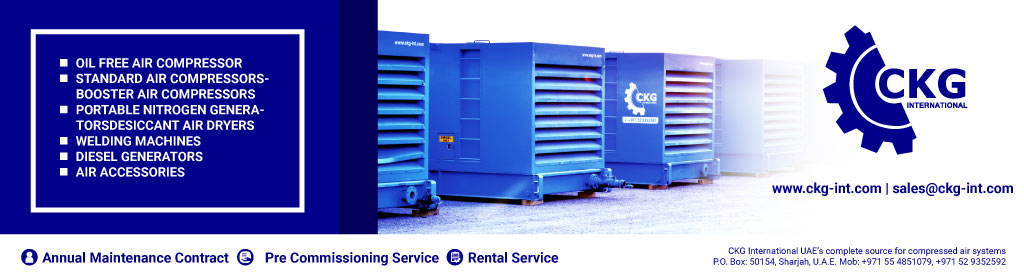 OIL FREE AIR COMPRESSOR
STANDARD AIR COMPRESSORS-
BOOSTER AIR COMPRESSORS
PORTABLE NITROGEN GENERA-
TORSDESICCANT AIR DRYERS
WELDING MACHINES
DIESEL GENERATORS
AIR ACCESSORIES
www.ckg-int.com
CKG
CKG
INTERNATIONAL
www.ckg-int.com | sales@ckg-int.com
Annual Maintenance Contract
Pre Commissioning Service
Rental Service
CKG International UAE's complete source for compressed air systems
P.O. Box: 50154, Sharjah, U.A.E. Mob: +971 55 4851079, +971 52 9352592